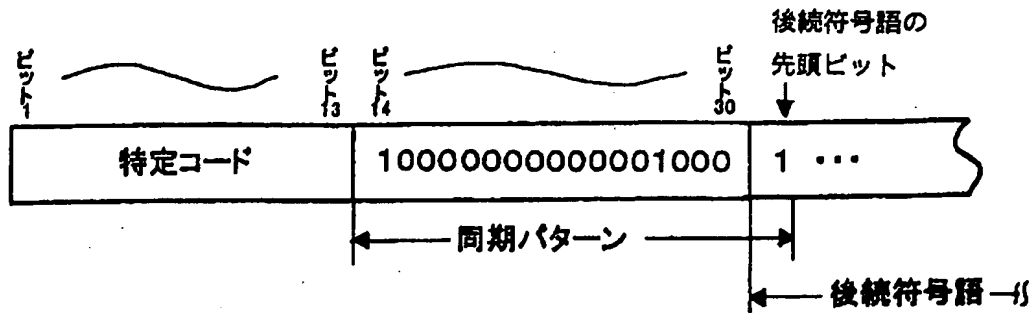 後続符号語の
先頭ビット
ビット1
ビット13
ビット14
ビット30
特定コード
10000000000001000
1 ・・・
同期パターン
後続符号語